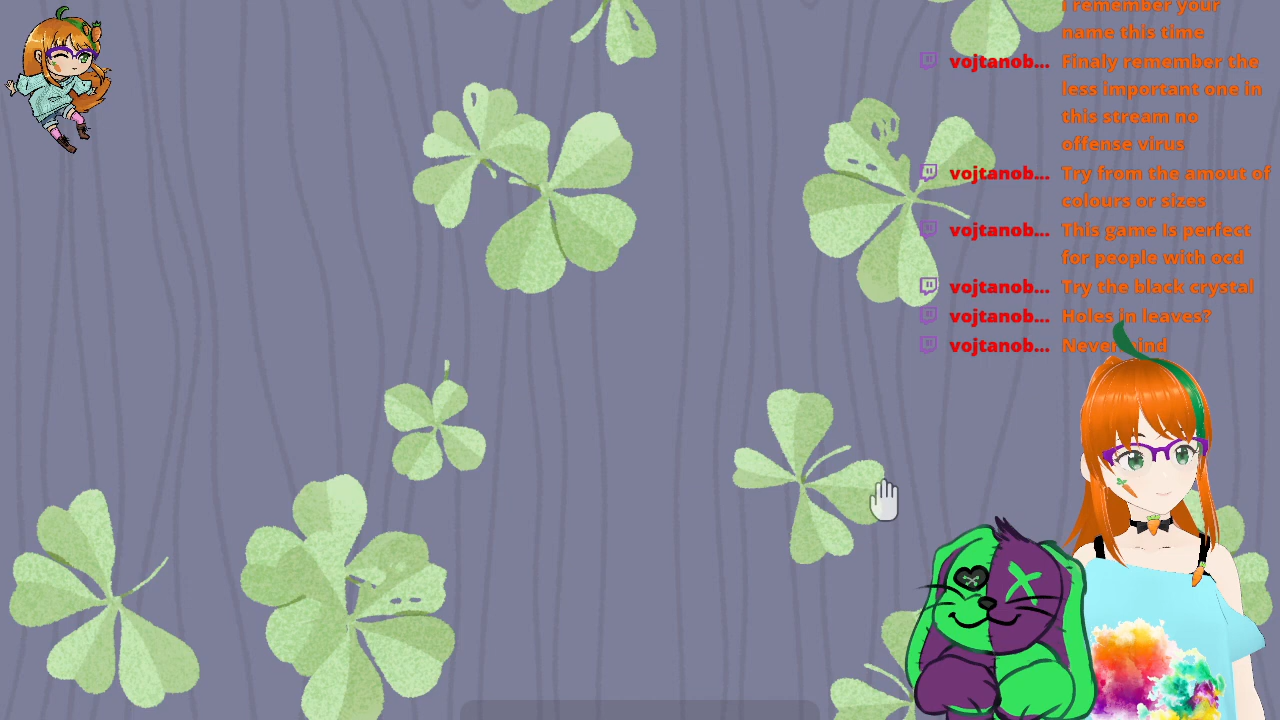 I remember your
name this time
vojtanob... Finaly remember the
less important one in
this stream no
offense virus
vojtanob... Try from the amout of
colours or sizes
vojtanob... This game is perfect
for people with ocd
vojtanob... Try the black crystal
vojtanob... Holes in leaves?
vojtanob...